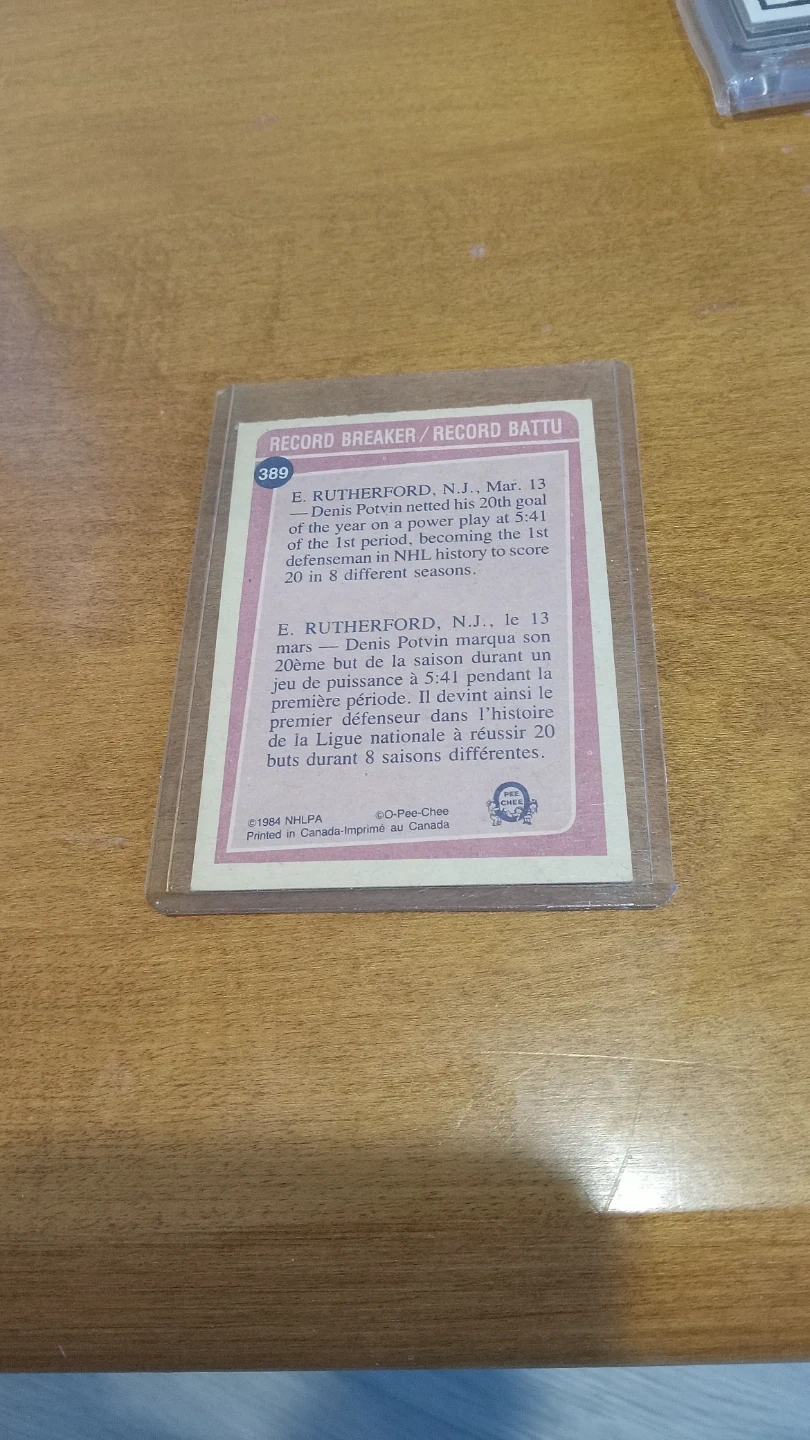 RECORD BREAKER / RECORD BATTU
389
E. RUTHERFORD, N.J., Mar. 13
— Denis Potvin netted his 20th goal
of the year on a power play at 5:41
of the 1st period, becoming the 1st
defenseman in NHL history to score
20 in 8 different seasons.
E. RUTHERFORD, N.J., le 13
mars — Denis Potvin marqua son
20ème but de la saison durant un
jeu de puissance à 5:41 pendant la
première période. Il devint ainsi le
premier défenseur dans l'histoire
de la Ligue nationale à réussir 20
buts durant 8 saisons différentes.
PEE
CHEE
©1984 NHLPA ©O-Pee-Chee
Printed in Canada-Imprimé au Canada